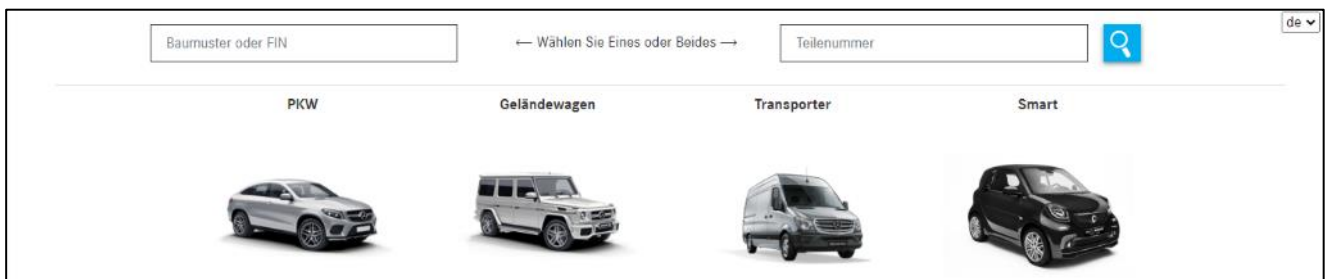 de
Baumuster oder FIN ← Wählen Sie Eines oder Beides → Teilenummer
PKW Geländewagen Transporter Smart